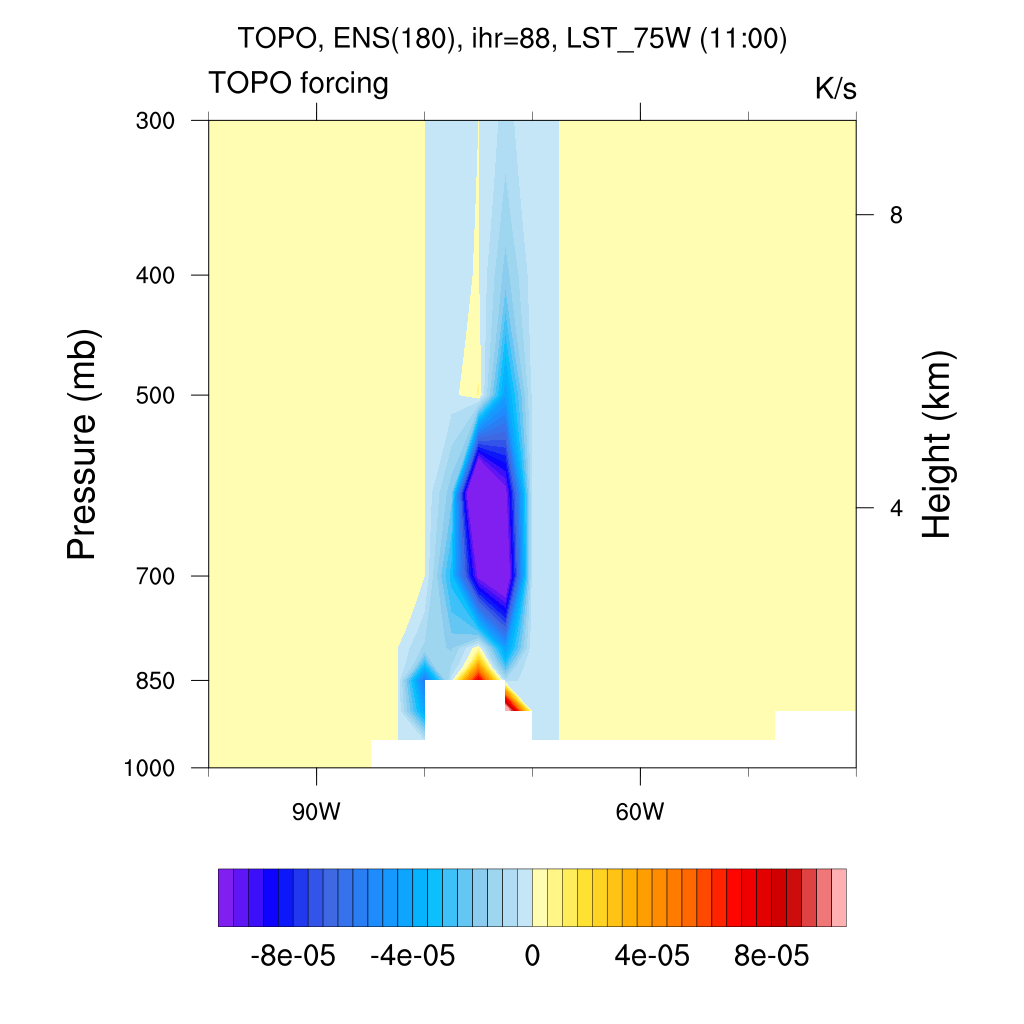 TOPO, ENS(180), ihr=88, LST_75W (11:00)
TOPO forcing
K/s
300
400
500
700
850
1000
Pressure (mb)
8
4
Height (km)
90W
60W
-8e-05
-4e-05
0
4e-05
8e-05